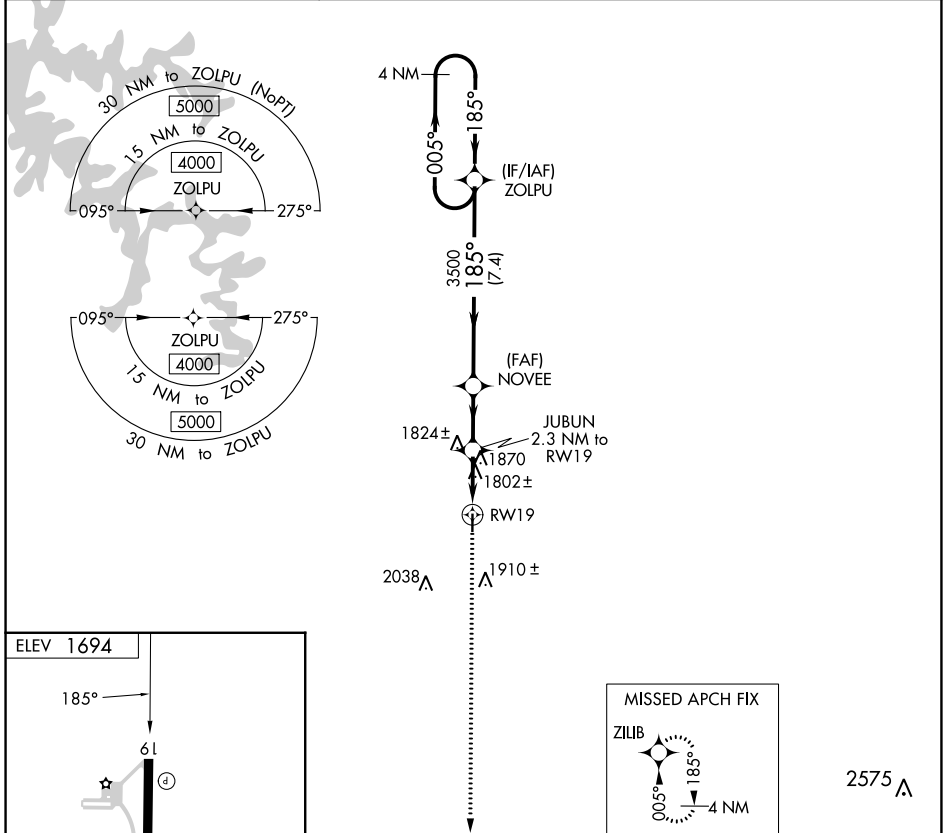 30 NM to ZOLPU (NoPT)
5000
15 NM to ZOLPU
4000
ZOLPU
095°
275°
095°
275°
ZOLPU
4000
15 NM to ZOLPU
5000
30 NM to ZOLPU
4 NM
005°
185°
(IF/IAF)
ZOLPU
3500
185°
(7.4)
(FAF)
NOVEE
JUBUN
2.3 NM to
RW19
1824±
1870
1802±
RW19
2038
1910±
ELEV 1694
185°
19
P
MISSED APCH FIX
ZILIB
005°
185°
4 NM
2575